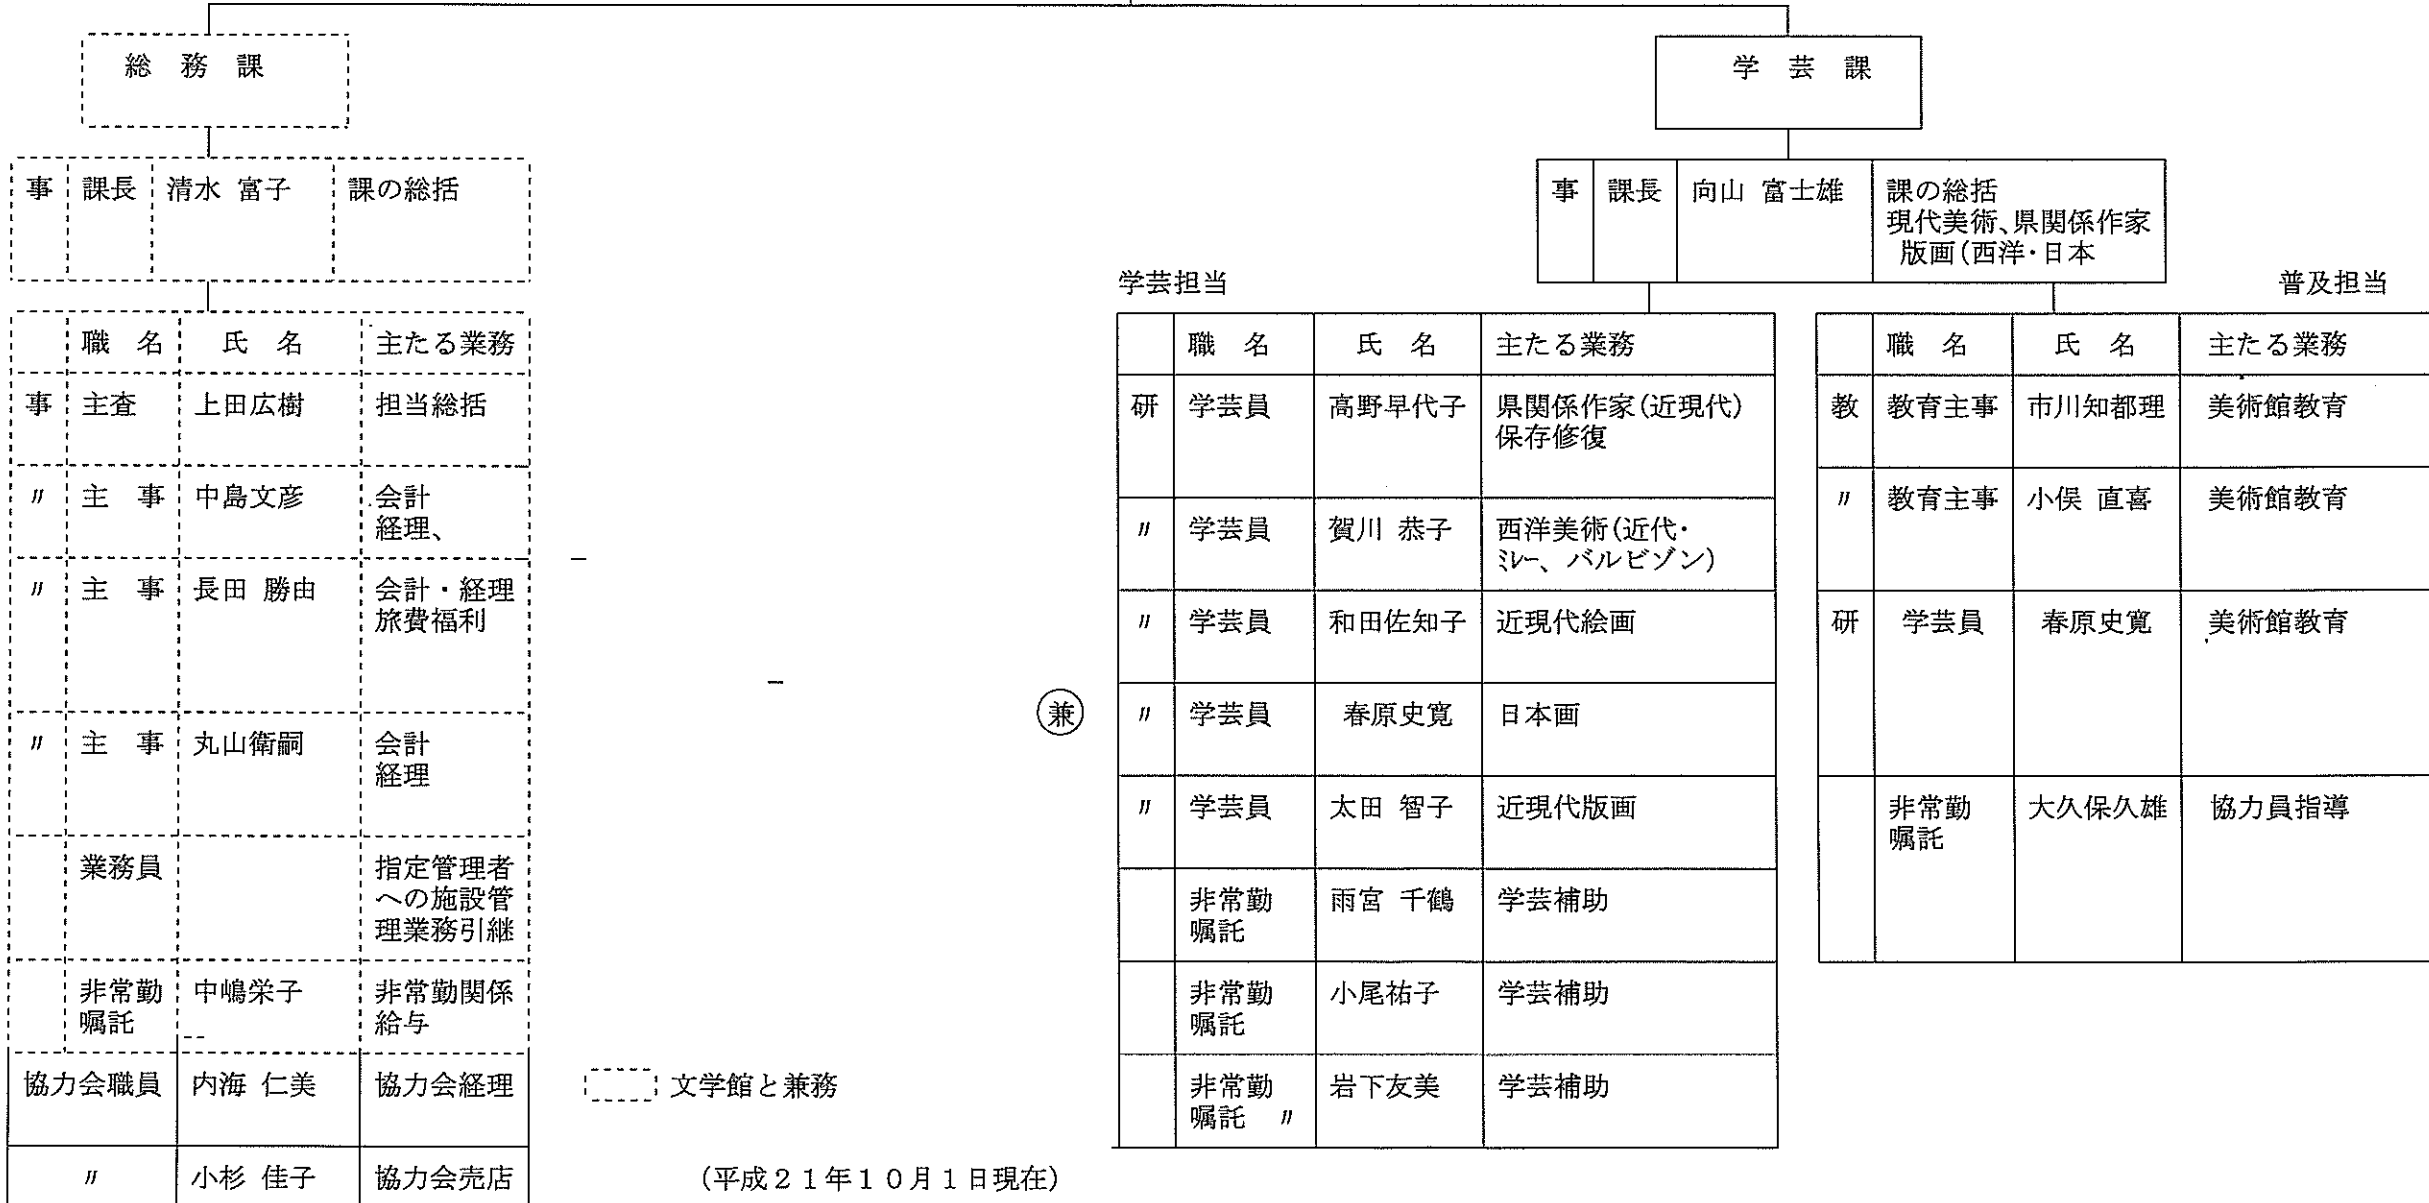 総 務 課
事 課長 清水 富子 課の総括
職 名 氏 名 主たる業務
事 主査 上田広樹 担当総括
〃 主 事 中島文彦 会計
経理、
〃 主 事 長田 勝由 会計・経理
旅費福利
〃 主 事 丸山衛嗣 会計
経理
業務員 指定管理者
への施設管
理業務引継
非常勤 中嶋栄子 非常勤関係
嘱託 給与
協力会職員 内海 仁美 協力会経理
〃 小杉 佳子 協力会売店
文学館と兼務
(平成21年10月1日現在)
学 芸 課
事 課長 向山 富士雄 課の総括
現代美術、県関係作家
版画(西洋・日本
学芸担当
職 名 氏 名 主たる業務
研 学芸員 高野早代子 県関係作家(近現代)
保存修復
〃 学芸員 賀川 恭子 西洋美術(近代・
ミレー、バルビゾン)
〃 学芸員 和田佐知子 近現代絵画
兼 〃 学芸員 春原史寛 日本画
〃 学芸員 太田 智子 近現代版画
非常勤 雨宮 千鶴 学芸補助
嘱託
非常勤 小尾祐子 学芸補助
嘱託
非常勤 岩下友美 学芸補助
嘱託 〃
普及担当
職 名 氏 名 主たる業務
教 教育主事 市川知都理 美術館教育
〃 教育主事 小俣 直喜 美術館教育
研 学芸員 春原史寛 美術館教育
非常勤 大久保久雄 協力員指導
嘱託